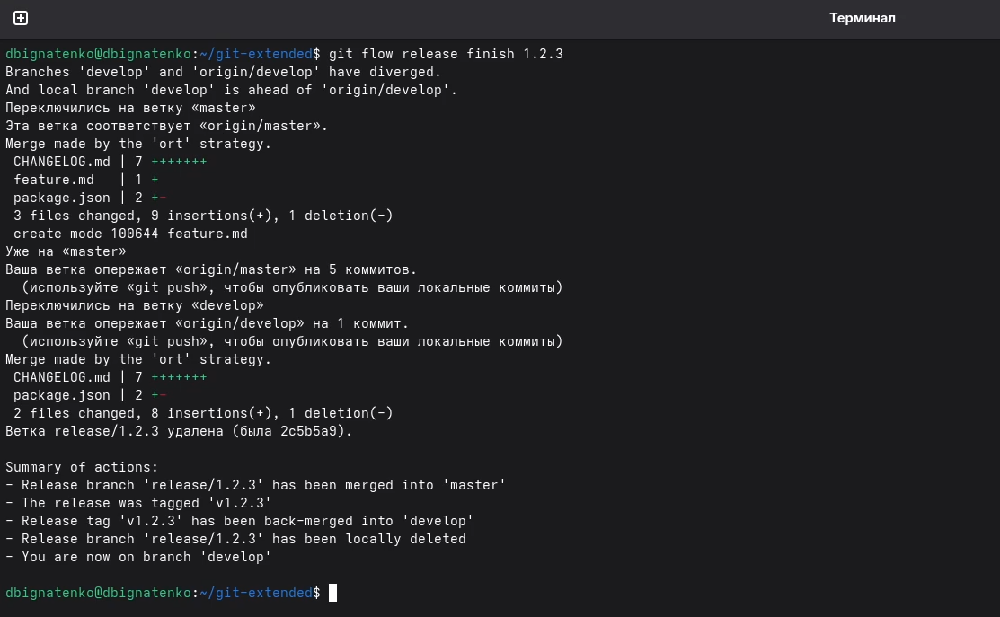 Терминал
dbignatenko@dbignatenko:~/git-extended$ git flow release finish 1.2.3
Branches 'develop' and 'origin/develop' have diverged.
And local branch 'develop' is ahead of 'origin/develop'.
Переключились на ветку «master»
Эта ветка соответствует «origin/master».
Merge made by the 'ort' strategy.
 CHANGELOG.md | 7 +++++++
 feature.md   | 1 +
 package.json | 2 +-
 3 files changed, 9 insertions(+), 1 deletion(-)
 create mode 100644 feature.md
Уже на «master»
Ваша ветка опережает «origin/master» на 5 коммитов.
  (используйте «git push», чтобы опубликовать ваши локальные коммиты)
Переключились на ветку «develop»
Ваша ветка опережает «origin/develop» на 1 коммит.
  (используйте «git push», чтобы опубликовать ваши локальные коммиты)
Merge made by the 'ort' strategy.
 CHANGELOG.md | 7 +++++++
 package.json | 2 +-
 2 files changed, 8 insertions(+), 1 deletion(-)
Ветка release/1.2.3 удалена (была 2c5b5a9).
Summary of actions:
- Release branch 'release/1.2.3' has been merged into 'master'
- The release was tagged 'v1.2.3'
- Release tag 'v1.2.3' has been back-merged into 'develop'
- Release branch 'release/1.2.3' has been locally deleted
- You are now on branch 'develop'
dbignatenko@dbignatenko:~/git-extended$